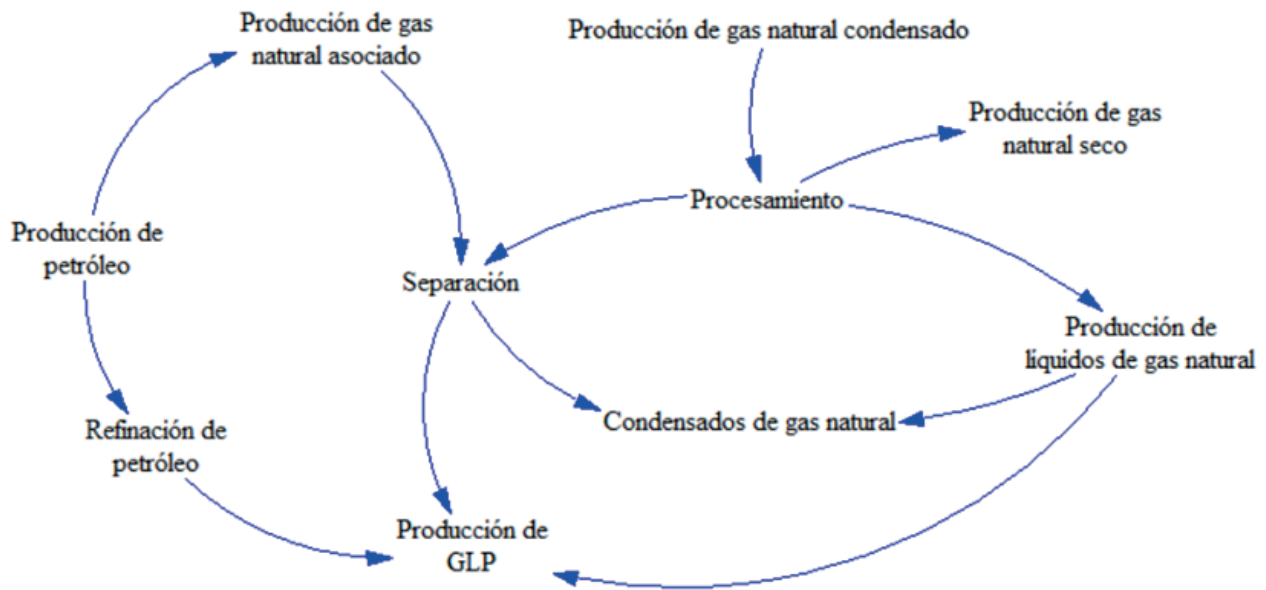 Producción de gas
natural asociado
Producción de gas natural condensado
Producción de gas
natural seco
Procesamiento
Producción de
petróleo
Separación
Producción de
líquidos de gas natural
Condensados de gas natural
Refinación de
petróleo
Producción de
GLP